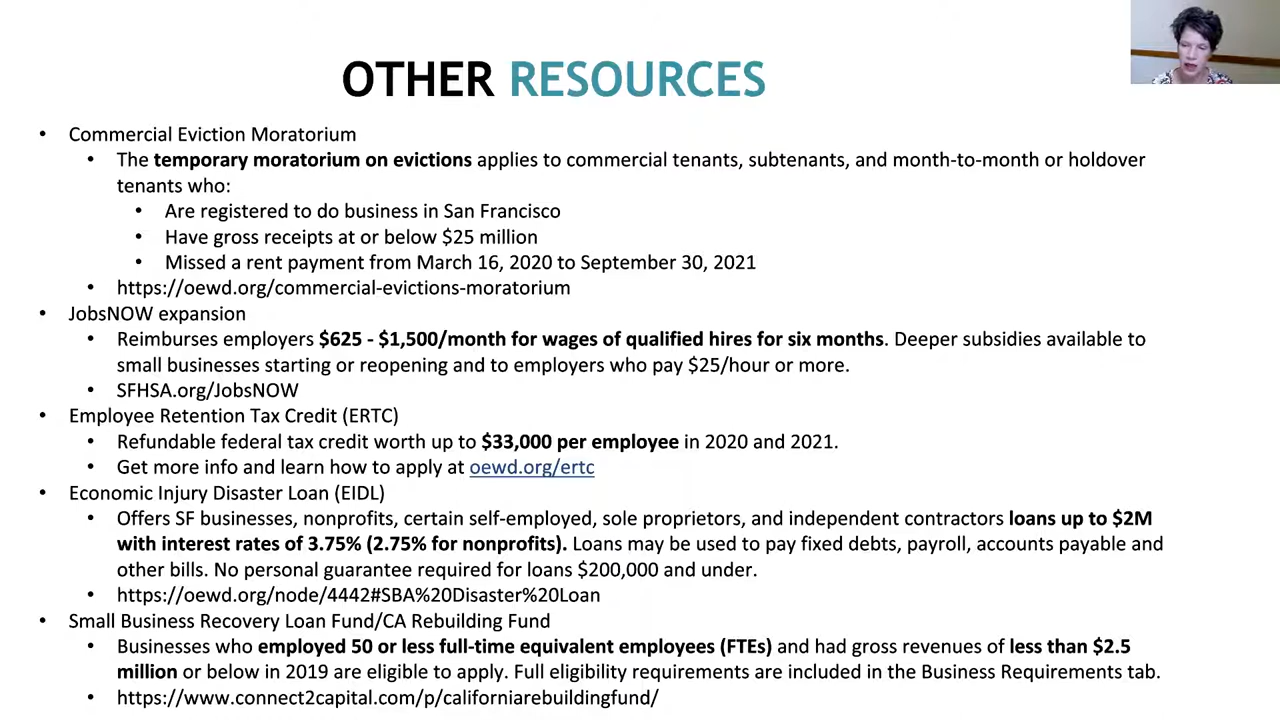 OTHER RESOURCES
• Commercial Eviction Moratorium
• The temporary moratorium on evictions applies to commercial tenants, subtenants, and month-to-month or holdover
tenants who:
• Are registered to do business in San Francisco
• Have gross receipts at or below $25 million
• Missed a rent payment from March 16, 2020 to September 30, 2021
• https://oewd.org/commercial-evictions-moratorium
• JobsNOW expansion
• Reimburses employers $625 - $1,500/month for wages of qualified hires for six months. Deeper subsidies available to
small businesses starting or reopening and to employers who pay $25/hour or more.
• SFHSA.org/JobsNOW
• Employee Retention Tax Credit (ERTC)
• Refundable federal tax credit worth up to $33,000 per employee in 2020 and 2021.
• Get more info and learn how to apply at oewd.org/ertc
• Economic Injury Disaster Loan (EIDL)
• Offers SF businesses, nonprofits, certain self-employed, sole proprietors, and independent contractors loans up to $2M
with interest rates of 3.75% (2.75% for nonprofits). Loans may be used to pay fixed debts, payroll, accounts payable and
other bills. No personal guarantee required for loans $200,000 and under.
• https://oewd.org/node/4442#SBA%20Disaster%20Loan
• Small Business Recovery Loan Fund/CA Rebuilding Fund
• Businesses who employed 50 or less full-time equivalent employees (FTEs) and had gross revenues of less than $2.5
million or below in 2019 are eligible to apply. Full eligibility requirements are included in the Business Requirements tab.
• https://www.connect2capital.com/p/californiarebuildingfund/